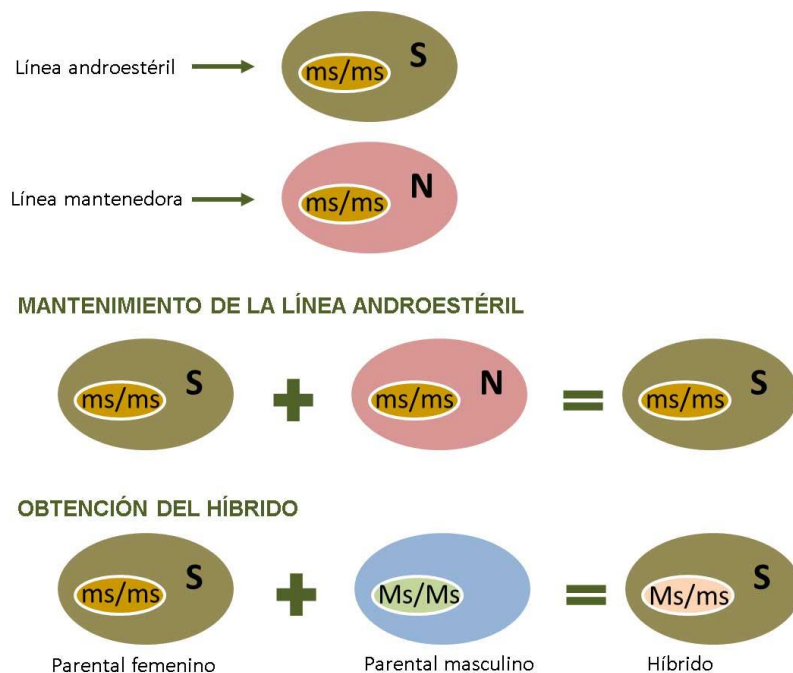 Línea androestéril
ms/ms S
Línea mantenedora
ms/ms N
MANTENIMIENTO DE LA LÍNEA ANDROESTÉRIL
ms/ms S ms/ms N ms/ms S
OBTENCIÓN DEL HÍBRIDO
ms/ms S Ms/Ms Ms/ms S
Parental femenino Parental masculino Híbrido